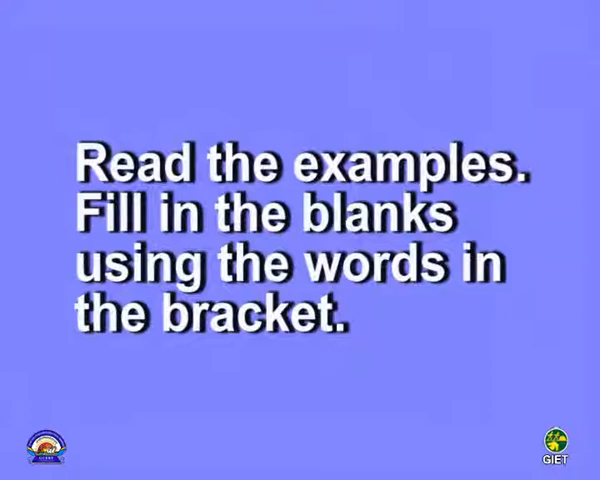 Read the examples.
Fill in the blanks
using the words in
the bracket.
GIET